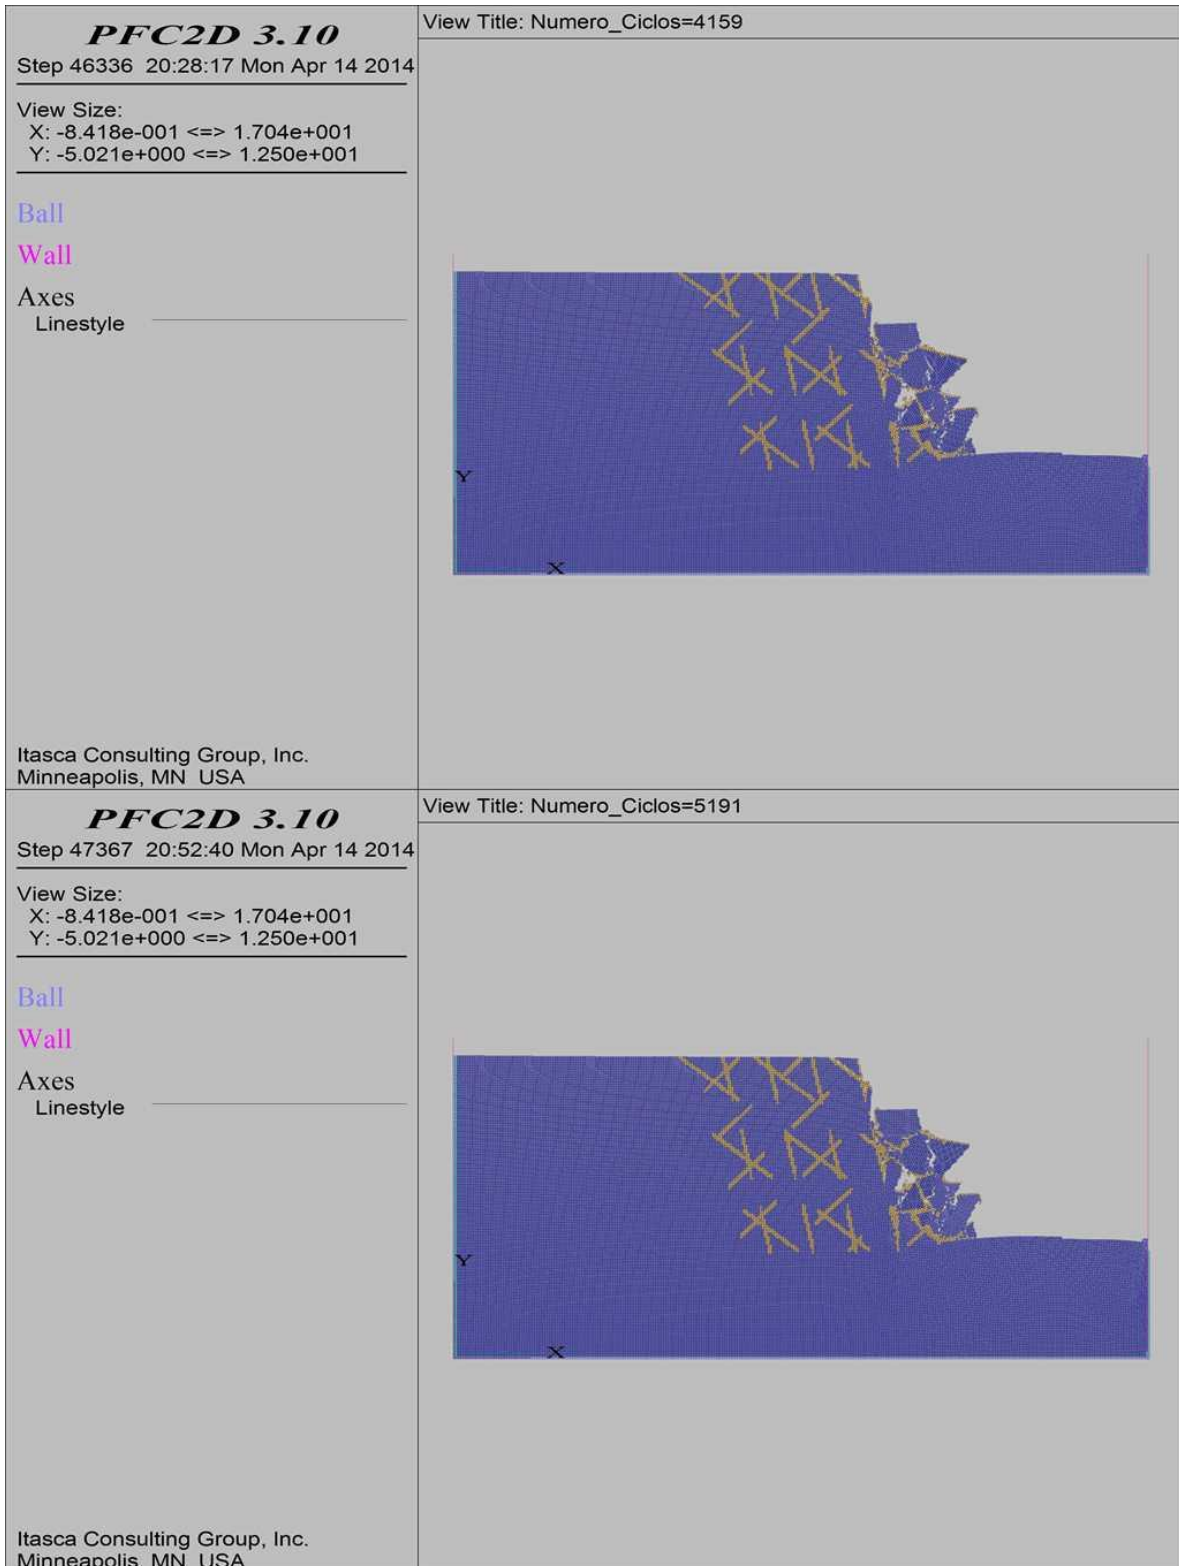 PFC2D 3.10
Step 46336 20:28:17 Mon Apr 14 2014
View Size:
X: -8.418e-001 <=> 1.704e+001
Y: -5.021e+000 <=> 1.250e+001
Ball
Wall
Axes
Linestyle
Itasca Consulting Group, Inc.
Minneapolis, MN USA
View Title: Numero_Ciclos=4159
Y
X
PFC2D 3.10
Step 47367 20:52:40 Mon Apr 14 2014
View Size:
X: -8.418e-001 <=> 1.704e+001
Y: -5.021e+000 <=> 1.250e+001
Ball
Wall
Axes
Linestyle
Itasca Consulting Group, Inc.
Minneapolis, MN USA
View Title: Numero_Ciclos=5191
Y
X